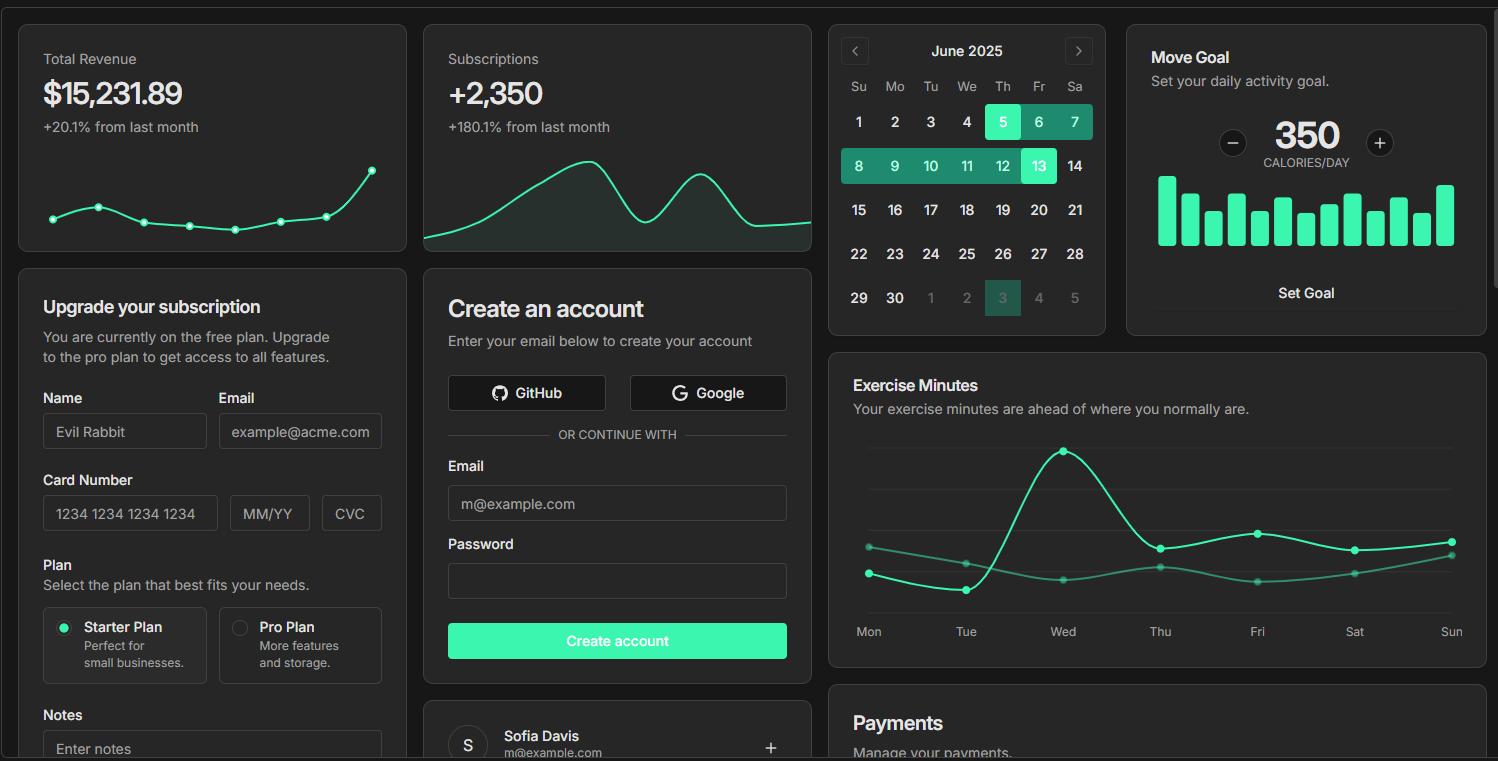 Total Revenue
$15,231.89
+20.1% from last month
Subscriptions
+2,350
+180.1% from last month
June 2025
Su Mo Tu We Th Fr Sa
1 2 3 4 5 6 7
8 9 10 11 12 13 14
15 16 17 18 19 20 21
22 23 24 25 26 27 28
29 30 1 2 3 4 5
Move Goal
Set your daily activity goal.
350
CALORIES/DAY
Set Goal
Upgrade your subscription
You are currently on the free plan. Upgrade
to the pro plan to get access to all features.
Name Email
Evil Rabbit example@acme.com
Card Number
1234 1234 1234 1234 MM/YY CVC
Plan
Select the plan that best fits your needs.
Starter Plan
Perfect for
small businesses.
Pro Plan
More features
and storage.
Notes
Enter notes
Create an account
Enter your email below to create your account
GitHub Google
OR CONTINUE WITH
Email
m@example.com
Password
Create account
S
Sofia Davis
m@example.com
Exercise Minutes
Your exercise minutes are ahead of where you normally are.
Mon Tue Wed Thu Fri Sat Sun
Payments
Manage your payments.